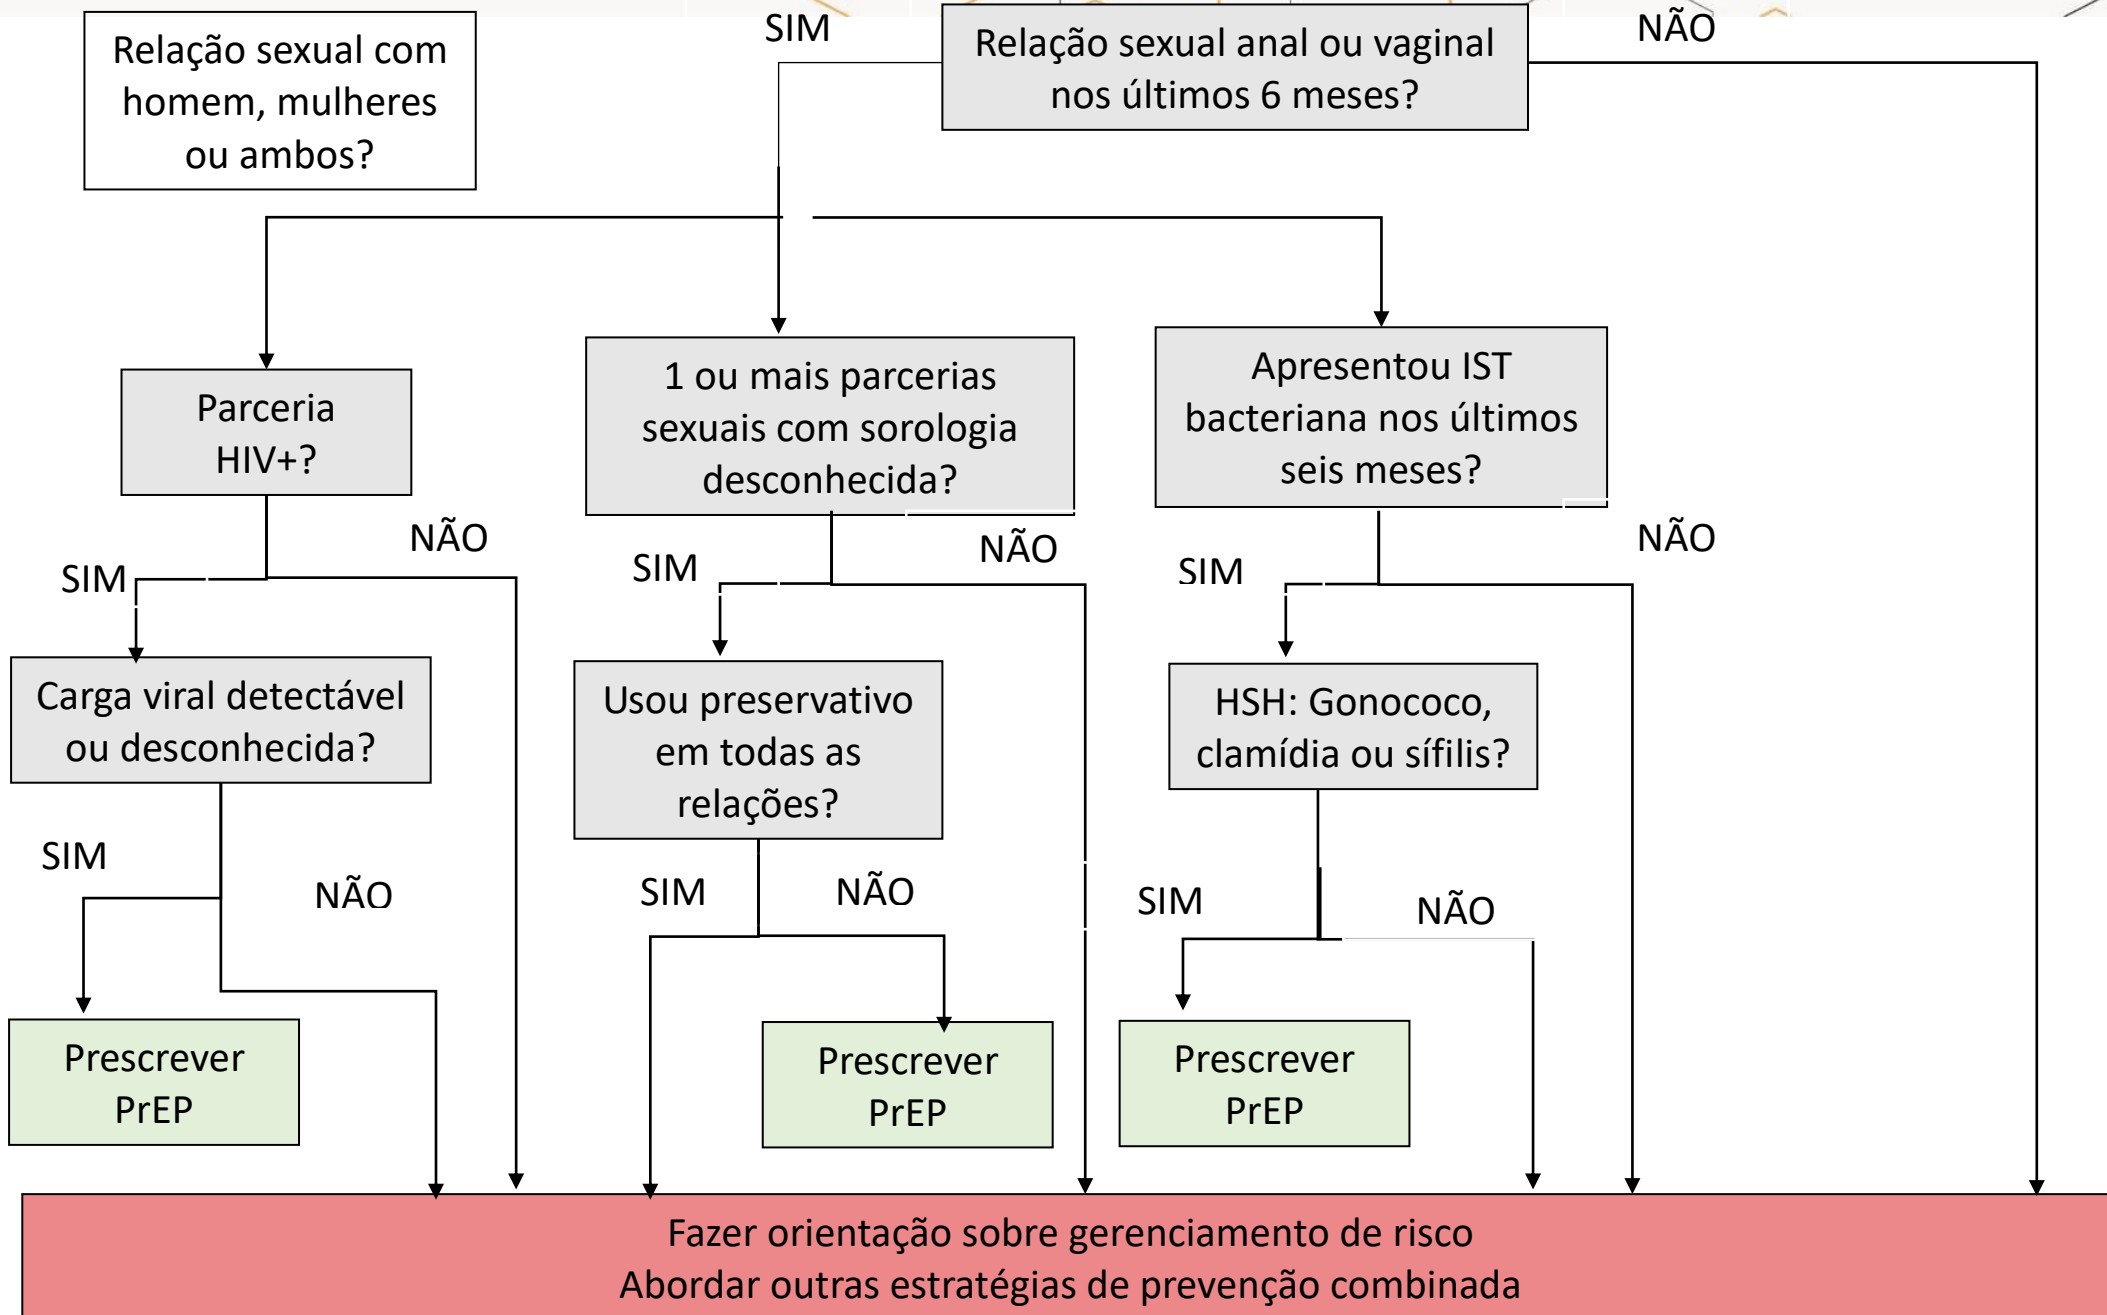 Relação sexual com
homem, mulheres
ou ambos?
SIM
Relação sexual anal ou vaginal
nos últimos 6 meses?
NÃO
Parceria
HIV+?
1 ou mais parcerias
sexuais com sorologia
desconhecida?
Apresentou IST
bacteriana nos últimos
seis meses?
SIM
NÃO
SIM
NÃO
SIM
NÃO
Carga viral detectável
ou desconhecida?
Usou preservativo
em todas as
relações?
HSH: Gonococo,
clamídia ou sífilis?
SIM
NÃO
SIM
NÃO
SIM
NÃO
Prescrever
PrEP
Prescrever
PrEP
Prescrever
PrEP
Fazer orientação sobre gerenciamento de risco
Abordar outras estratégias de prevenção combinada